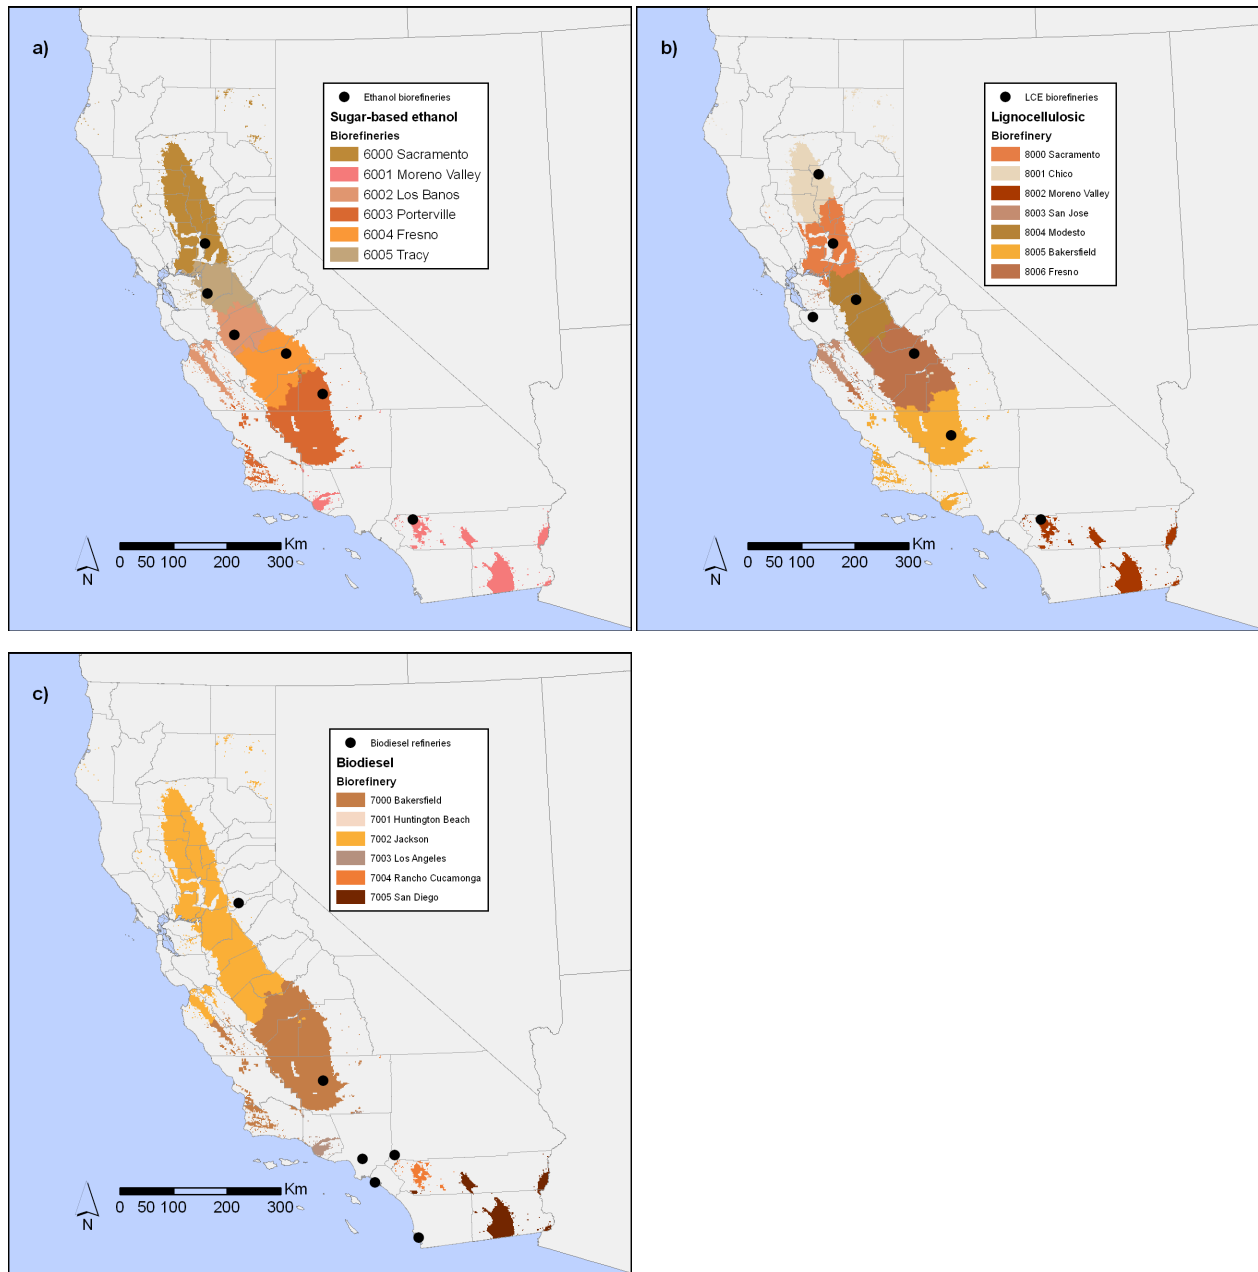 a)
Ethanol biorefineries
Sugar-based ethanol
Biorefineries
6000 Sacramento
6001 Moreno Valley
6002 Los Banos
6003 Porterville
6004 Fresno
6005 Tracy
N
Km
0 50 100 200 300
b)
LCE biorefineries
Lignocellulosic
Biorefinery
8000 Sacramento
8001 Chico
8002 Moreno Valley
8003 San Jose
8004 Modesto
8005 Bakersfield
8006 Fresno
N
Km
0 50 100 200 300
c)
Biodiesel refineries
Biodiesel
Biorefinery
7000 Bakersfield
7001 Huntington Beach
7002 Jackson
7003 Los Angeles
7004 Rancho Cucamonga
7005 San Diego
N
Km
0 50 100 200 300